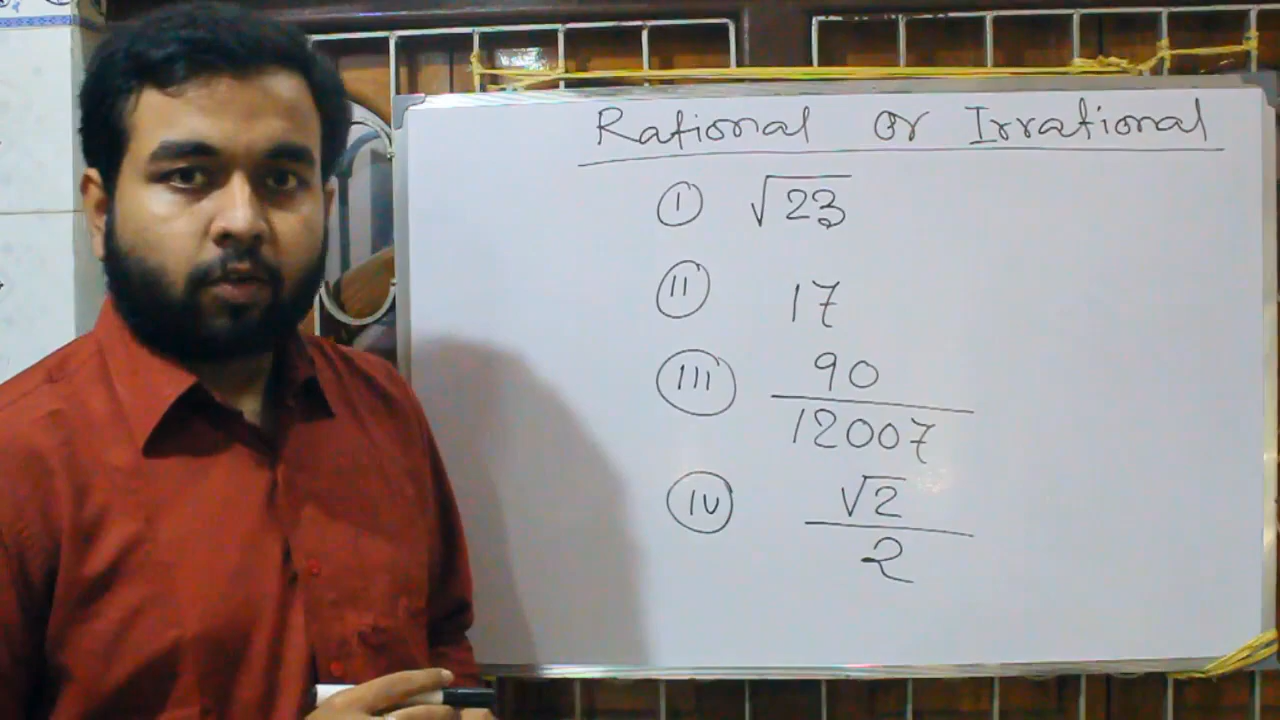 Rational or Irrational
I √23
II 17
III 90/12007
IV √2/2